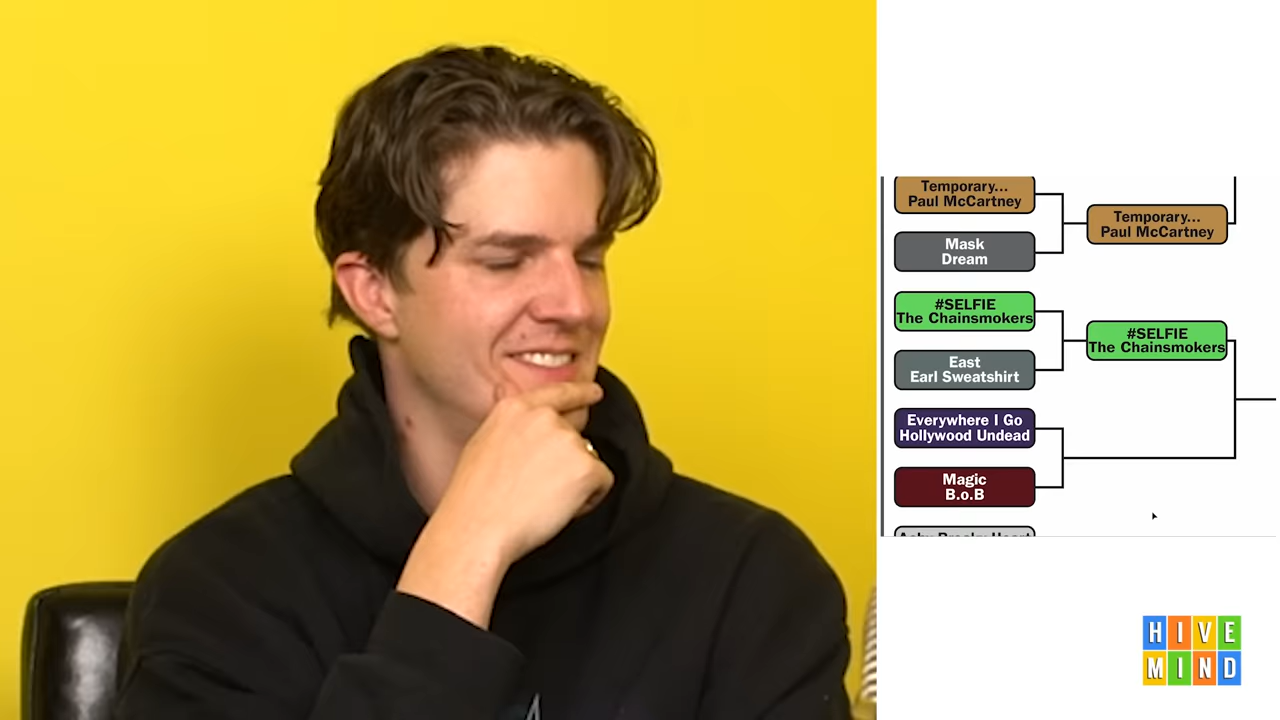 Temporary...
Paul McCartney
Temporary...
Paul McCartney
Mask
Dream
#SELFIE
The Chainsmokers
#SELFIE
The Chainsmokers
East
Earl Sweatshirt
Everywhere I Go
Hollywood Undead
Magic
B.o.B
HIVE
MIND